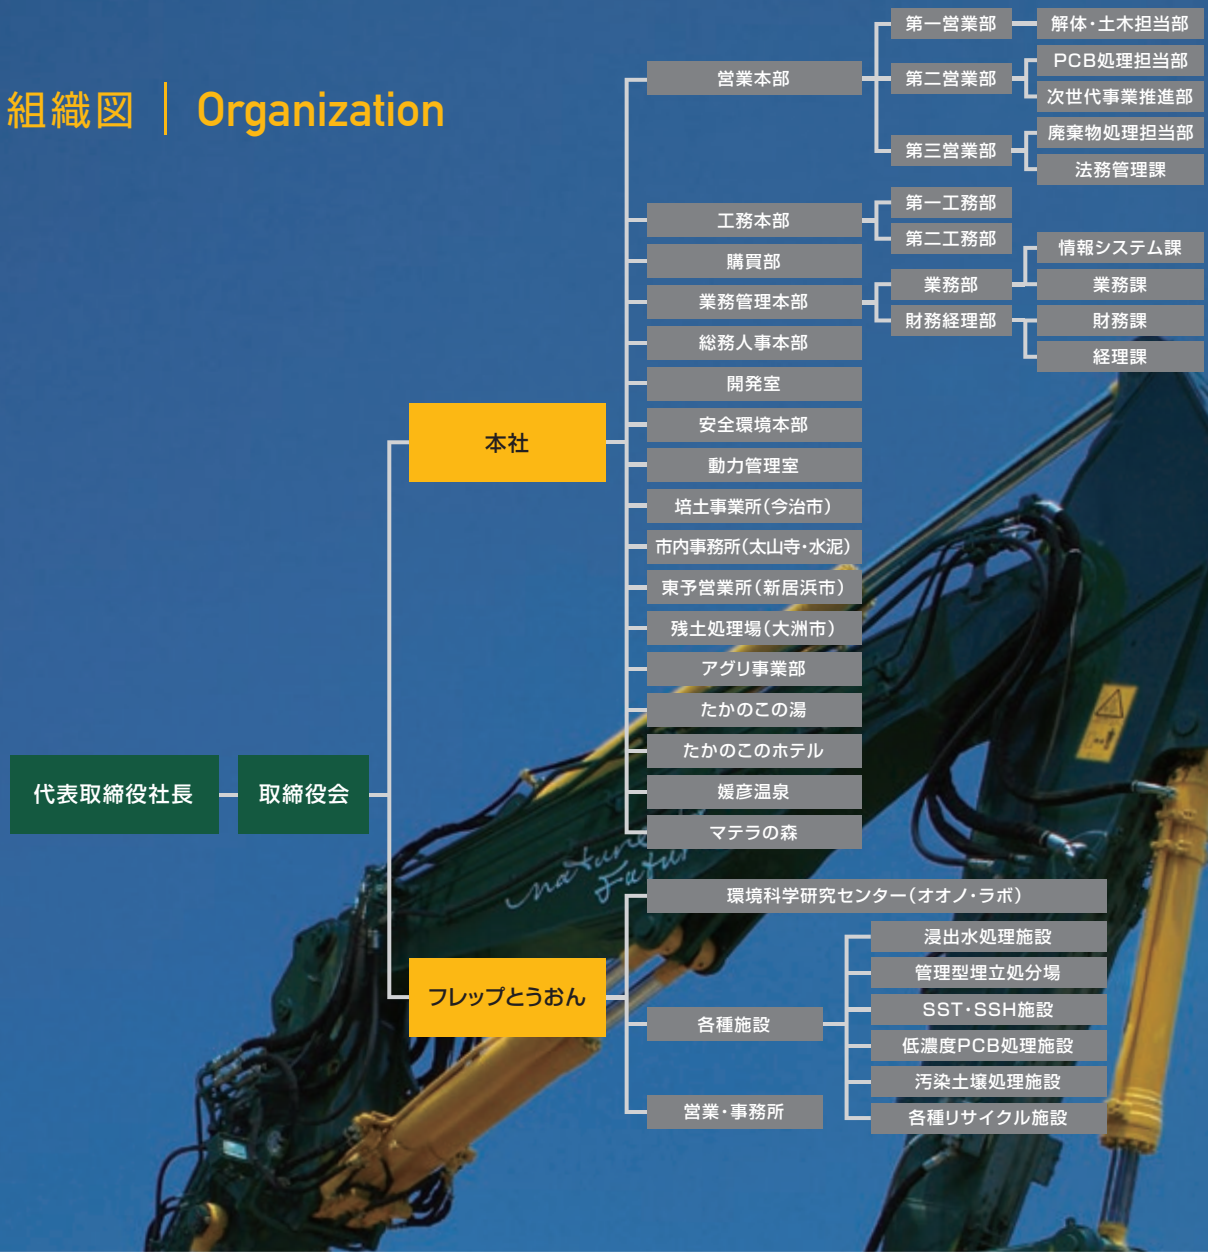 組織図 | Organization
代表取締役社長
取締役会
本社
営業本部
第一営業部
解体・土木担当部
第二営業部
PCB処理担当部
次世代事業推進部
第三営業部
廃棄物処理担当部
法務管理課
工務本部
第一工務部
第二工務部
購買部
業務管理本部
業務部
情報システム課
業務課
財務経理部
財務課
経理課
総務人事本部
開発室
安全環境本部
動力管理室
培土事業所(今治市)
市内事務所(太山寺・水泥)
東予営業所(新居浜市)
残土処理場(大洲市)
アグリ事業部
たかのこの湯
たかのこのホテル
媛彦温泉
マテラの森
フレップとうおん
環境科学研究センター(オオノ・ラボ)
各種施設
浸出水処理施設
管理型埋立処分場
SST・SSH施設
低濃度PCB処理施設
汚染土壌処理施設
各種リサイクル施設
営業・事務所